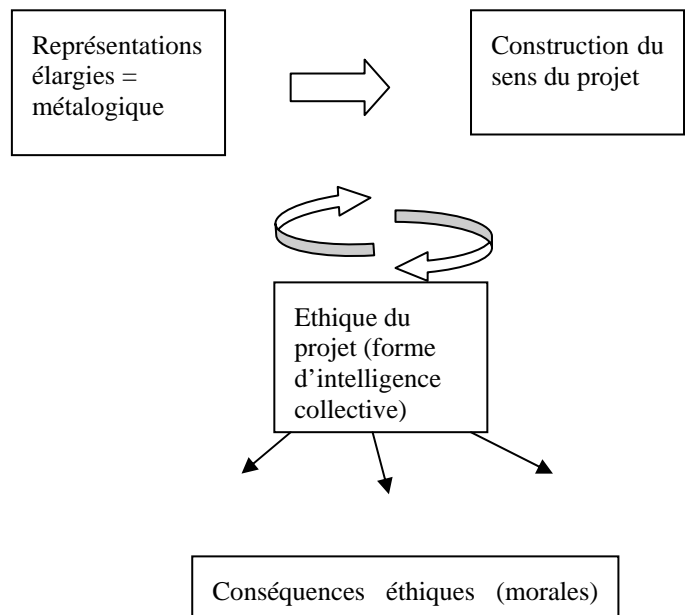 Représentations
élargies =
métalogique
Construction du
sens du projet
Ethique du
projet (forme
d’intelligence
collective)
Conséquences éthiques (morales)